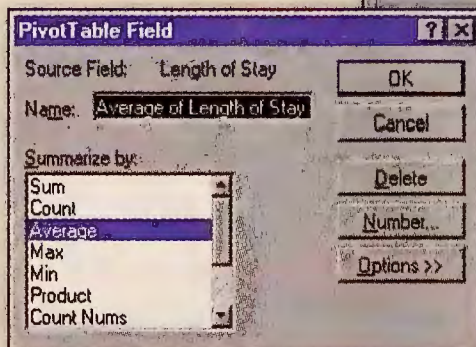 PivotTable Field ? X
Source Field: Length of Stay
Name: Average of Length of Stay
Summarize by:
Sum
Count
Average
Max
Min
Product
Count Nums
OK
Cancel
Delete
Number...
Options >>